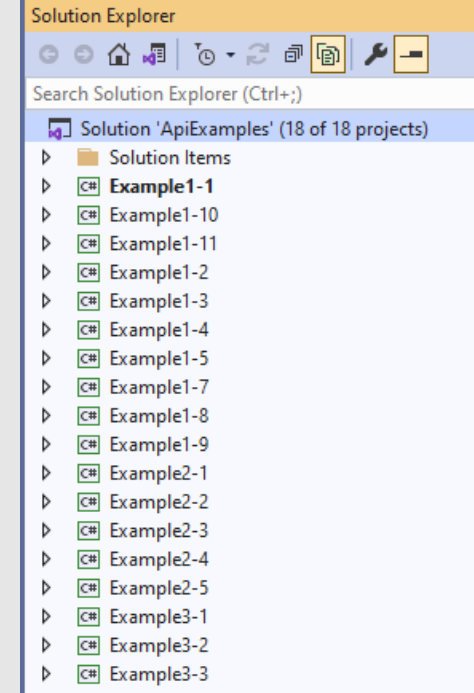 Solution Explorer
Search Solution Explorer (Ctrl+;)
Solution 'ApiExamples' (18 of 18 projects)
Solution Items
C# Example1-1
C# Example1-10
C# Example1-11
C# Example1-2
C# Example1-3
C# Example1-4
C# Example1-5
C# Example1-7
C# Example1-8
C# Example1-9
C# Example2-1
C# Example2-2
C# Example2-3
C# Example2-4
C# Example2-5
C# Example3-1
C# Example3-2
C# Example3-3